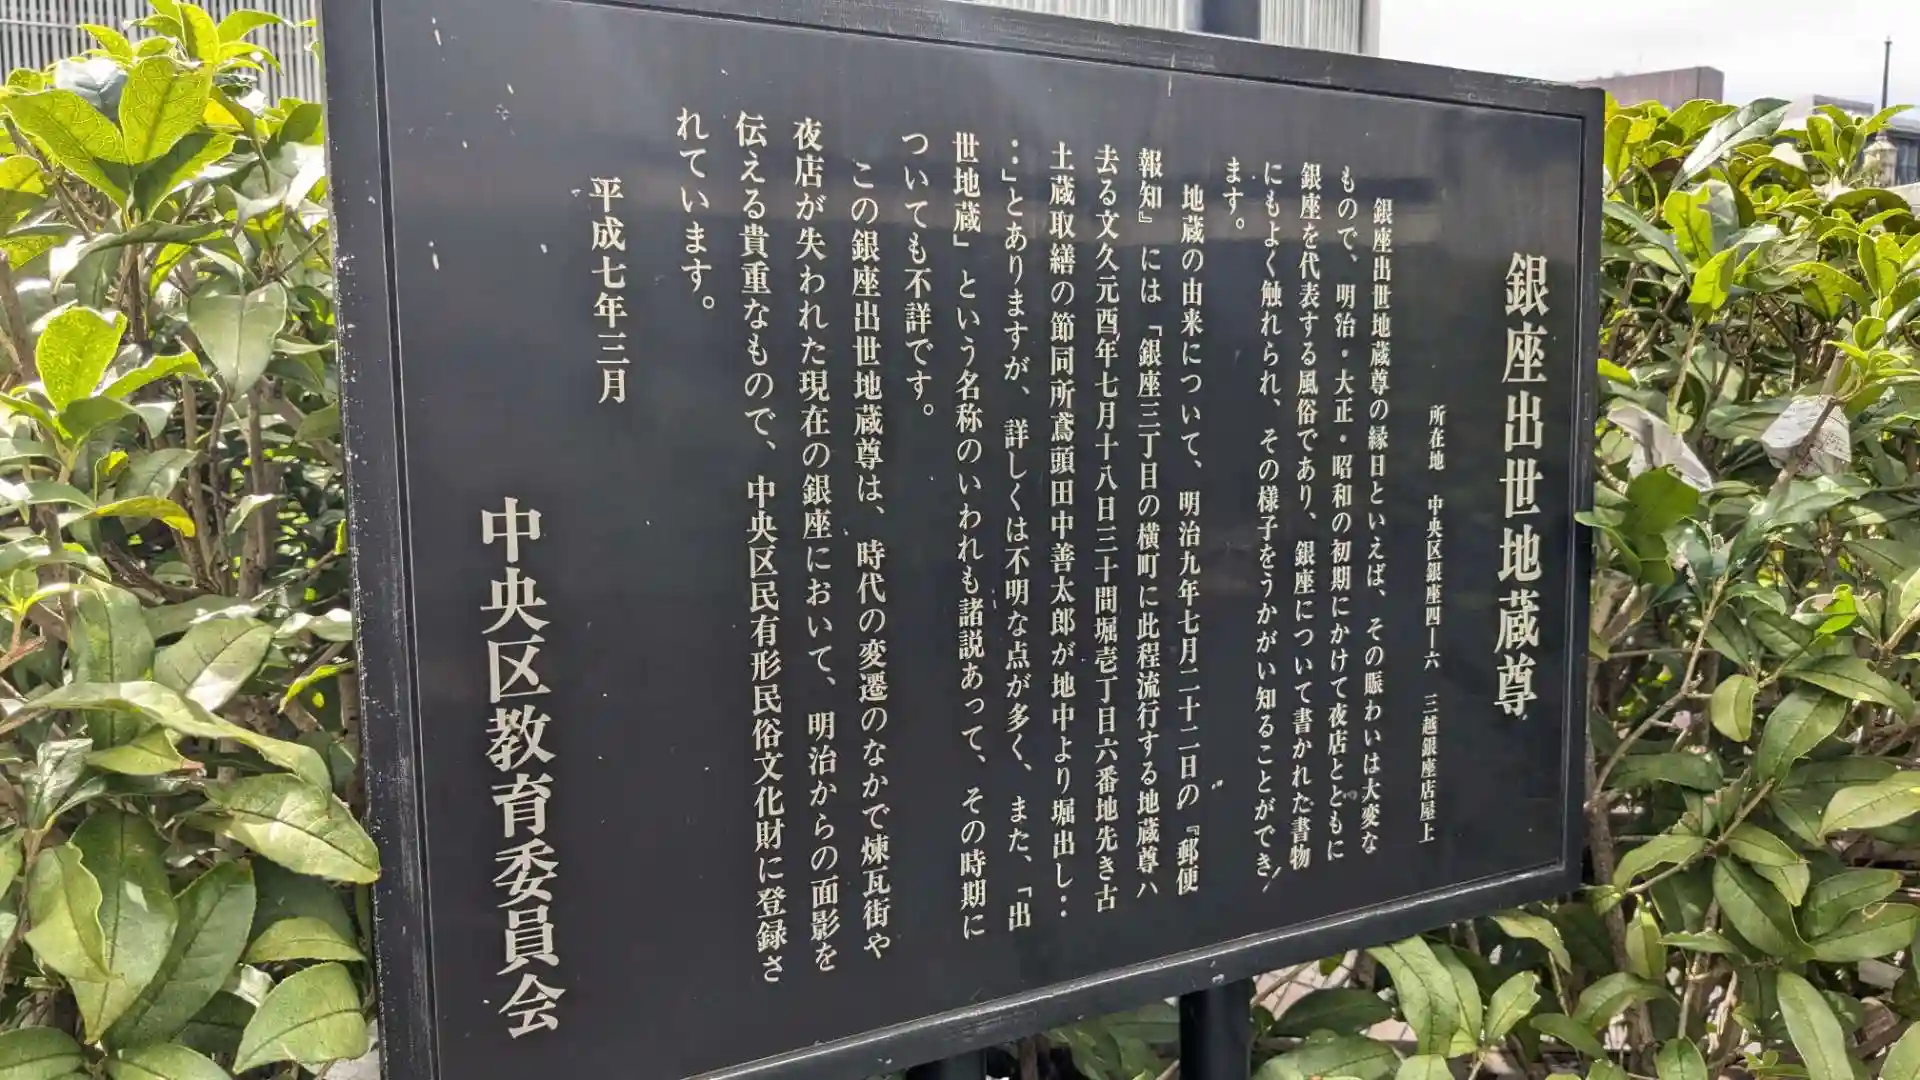 銀座出世地蔵尊
所在地　中央区銀座四―六　三越銀座店屋上
銀座出世地蔵尊の縁日といえば、その賑わいは大変な
もので、明治・大正・昭和の初期にかけて夜店とともに
銀座を代表する風俗であり、銀座について書かれた書物
にもよく触れられ、その様子をうかがい知ることができ
ます。
地蔵の由来について、明治九年七月二十二日の『郵便
報知』には「銀座三丁目の横町に此程流行する地蔵尊ハ
去る文久元酉年七月十八日三十間堀壱丁目六番地先き古
土蔵取繕の節同所鳶頭田中善太郎が地中より堀出し‥
‥」とありますが、詳しくは不明な点が多く、また、「出
世地蔵」という名称のいわれも諸説あって、その時期に
ついても不詳です。
この銀座出世地蔵尊は、時代の変遷のなかで煉瓦街や
夜店が失われた現在の銀座において、明治からの面影を
伝える貴重なもので、中央区民有形民俗文化財に登録さ
れています。
平成七年三月
中央区教育委員会